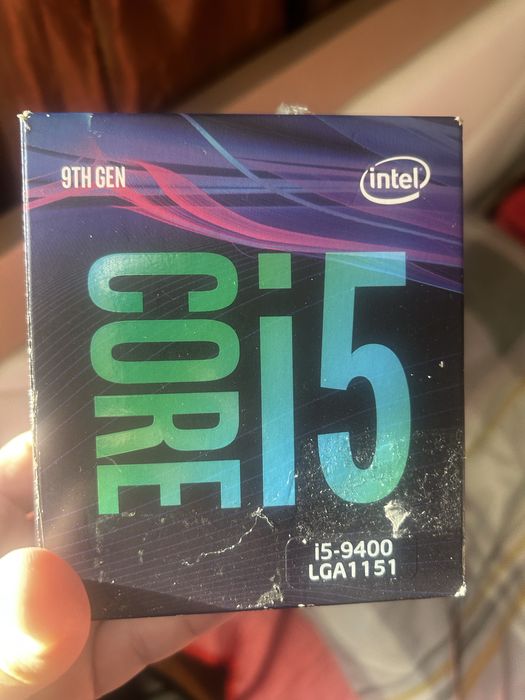 9TH GEN
intel
CORE i5
i5-9400
LGA1151